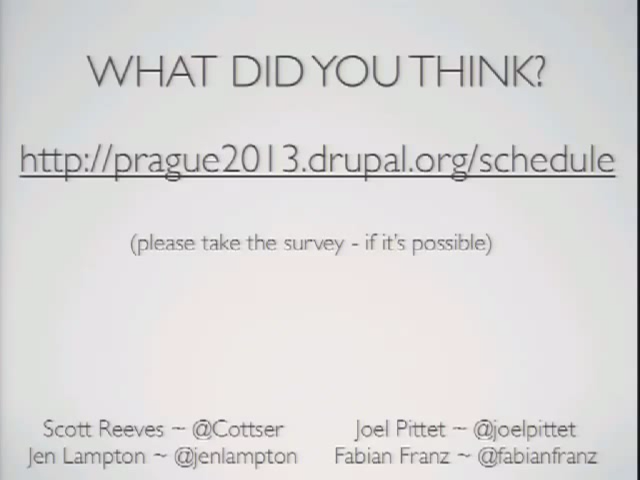 WHAT DID YOU THINK?
http://prague2013.drupal.org/schedule
(please take the survey - if it's possible)
Scott Reeves ~ @Cottser
Joel Pittet ~ @joelpittet
Jen Lampton ~ @jenlampton
Fabian Franz ~ @fabianfranz